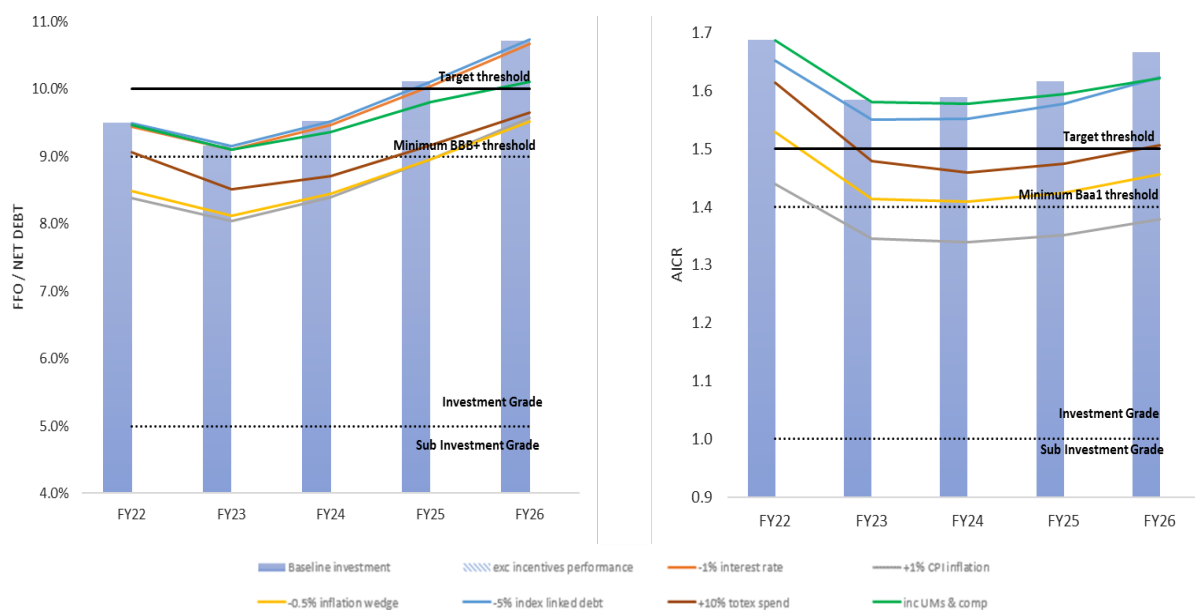 11.0%
10.0%
9.0%
8.0%
7.0%
6.0%
5.0%
4.0%
FFO / NET DEBT
Target threshold
Minimum BBB+ threshold
Investment Grade
Sub Investment Grade
FY22 FY23 FY24 FY25 FY26
1.7
1.6
1.5
1.4
1.3
1.2
1.1
1.0
0.9
AICR
Target threshold
Minimum Baa1 threshold
Investment Grade
Sub Investment Grade
FY22 FY23 FY24 FY25 FY26
Baseline investment exc incentives performance -1% interest rate +1% CPI inflation
-0.5% inflation wedge -5% index linked debt +10% totex spend inc UMs & comp